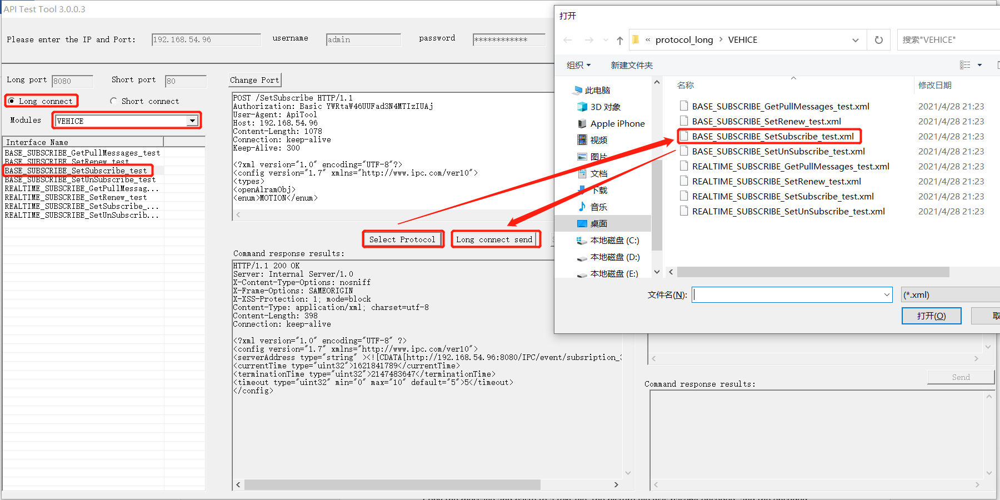 API Test Tool 3.0.0.3
Please enter the IP and Port:
192.168.54.96
username
admin
password
************
Long port
8080
Short port
80
Long connect
Short connect
Modules
VEHICE
Interface Name
BASE_SUBSCRIBE_GetPullMessages_test
BASE_SUBSCRIBE_SetRenew_test
BASE_SUBSCRIBE_SetSubscribe_test
BASE_SUBSCRIBE_SetUnSubscribe_test
REALTIME_SUBSCRIBE_GetPullMessag...
REALTIME_SUBSCRIBE_SetRenew_test
REALTIME_SUBSCRIBE_SetSubscribe_...
REALTIME_SUBSCRIBE_SetUnSubscrib...
Change Port
POST /SetSubscribe HTTP/1.1
Authorization: Basic YWRtaW46UUFad3N4MTIzIUAj
User-Agent: ApiTool
Host: 192.168.54.96
Content-Length: 1078
Connection: keep-alive
Keep-Alive: 300
<?xml version="1.0" encoding="UTF-8"?>
<config version="1.7" xmlns="http://www.ipc.com/ver10">
<types>
<openAlramObj>
<enum>MOTION</enum>
Select Protocol
Long connect send
Command response results:
HTTP/1.1 200 OK
Server: Internal Server/1.0
X-Content-Type-Options: nosniff
X-Frame-Options: SAMEORIGIN
X-XSS-Protection: 1; mode=block
Content-Type: application/xml; charset=utf-8
Content-Length: 398
Connection: keep-alive
<?xml version="1.0" encoding="UTF-8" ?>
<config version="1.7" xmlns="http://www.ipc.com/ver10">
<serverAddress type="string" ><![CDATA[http://192.168.54.96:8080/IPC/event/subsription_
<currentTime type="uint32">1621841789</currentTime>
<terminationTime type="uint32">2147483647</terminationTime>
<timeout type="uint32" min="0" max="10" default="5">5</timeout>
</config>
打开
« protocol_long › VEHICE
搜索"VEHICE"
组织
新建文件夹
此电脑
3D 对象
Apple iPhone
视频
图片
文档
下载
音乐
桌面
本地磁盘 (C:)
本地磁盘 (D:)
本地磁盘 (E:)
名称
修改日期
BASE_SUBSCRIBE_GetPullMessages_test.xml 2021/4/28 21:23
BASE_SUBSCRIBE_SetRenew_test.xml 2021/4/28 21:23
BASE_SUBSCRIBE_SetSubscribe_test.xml 2021/4/28 21:23
BASE_SUBSCRIBE_SetUnSubscribe_test.xml 2021/4/28 21:23
REALTIME_SUBSCRIBE_GetPullMessages_test.xml 2021/4/28 21:23
REALTIME_SUBSCRIBE_SetRenew_test.xml 2021/4/28 21:23
REALTIME_SUBSCRIBE_SetSubscribe_test.xml 2021/4/28 21:23
REALTIME_SUBSCRIBE_SetUnSubscribe_test.xml 2021/4/28 21:23
文件名(N):
(*.xml)
打开(O)
取
Send
Command response results: